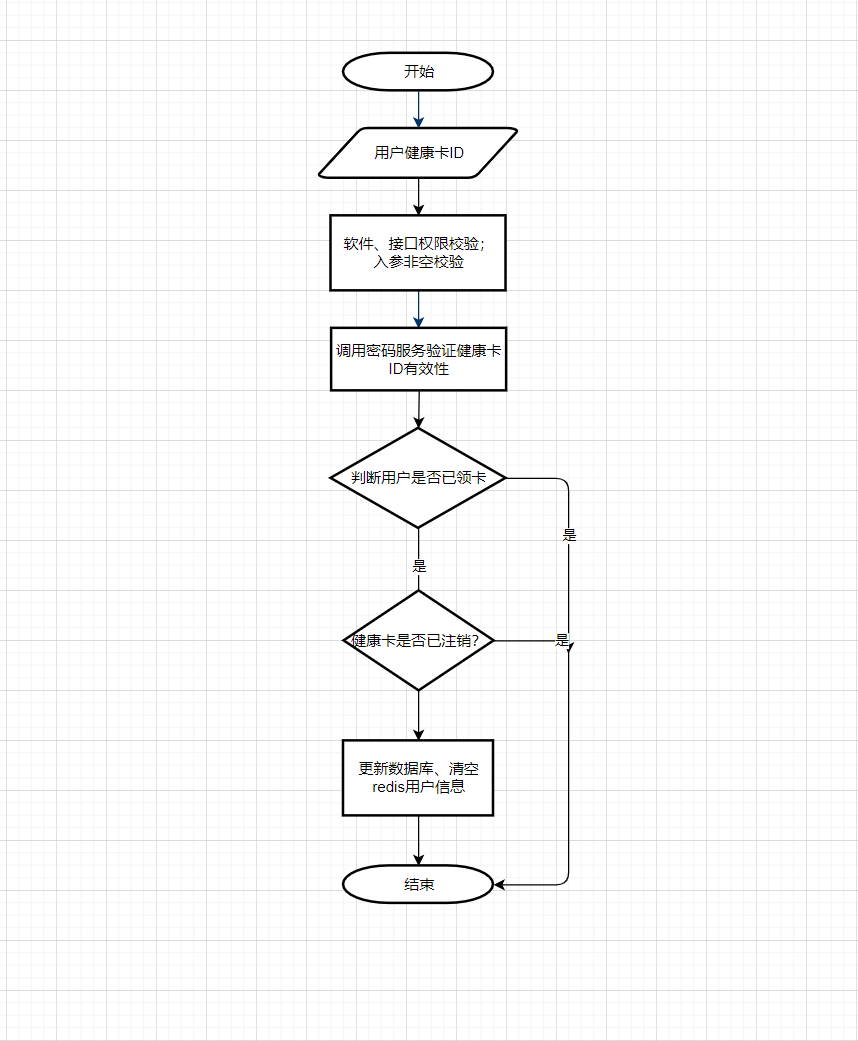 开始
用户健康卡ID
软件、接口权限校验；
入参非空校验
调用密码服务验证健康卡
ID有效性
判断用户是否已领卡
是
是
健康卡是否已注销？
是
更新数据库、清空
redis用户信息
结束